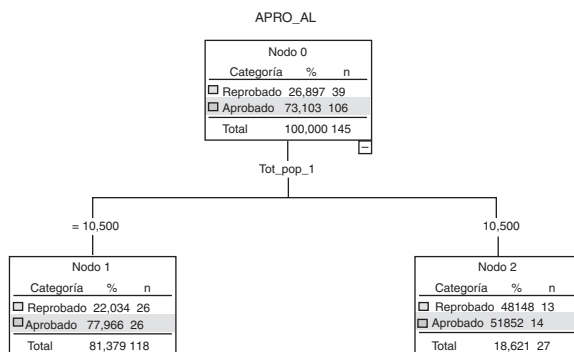 APRO_AL
Nodo 0
Categoría % n
Reprobado 26,897 39
Aprobado 73,103 106
Total 100,000 145
Tot_pop_1
= 10,500
10,500
Nodo 1
Categoría % n
Reprobado 22,034 26
Aprobado 77,966 26
Total 81,379 118
Nodo 2
Categoría % n
Reprobado 48148 13
Aprobado 51852 14
Total 18,621 27